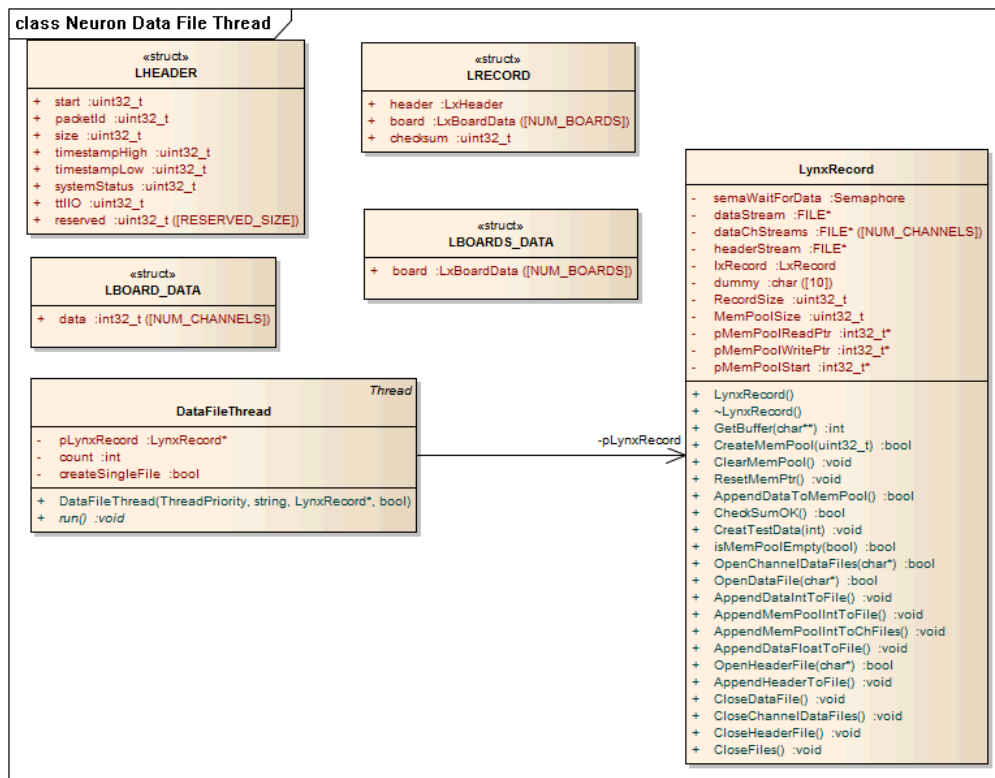 class Neuron Data File Thread
«struct»
LHEADER
+ start :uint32_t
+ packetId :uint32_t
+ size :uint32_t
+ timestampHigh :uint32_t
+ timestampLow :uint32_t
+ systemStatus :uint32_t
+ ttlIO :uint32_t
+ reserved :uint32_t ([RESERVED_SIZE])
«struct»
LRECORD
+ header :LxHeader
+ board :LxBoardData ([NUM_BOARDS])
+ checksum :uint32_t
«struct»
LBOARDS_DATA
+ board :LxBoardData ([NUM_BOARDS])
«struct»
LBOARD_DATA
+ data :int32_t ([NUM_CHANNELS])
Thread
DataFileThread
- pLynxRecord :LynxRecord*
- count :int
- createSingleFile :bool
+ DataFileThread(ThreadPriority, string, LynxRecord*, bool)
+ run() :void
-pLynxRecord
LynxRecord
- semaWaitForData :Semaphore
- dataStream :FILE*
- dataChStreams :FILE* ([NUM_CHANNELS])
- headerStream :FILE*
- lxRecord :LxRecord
- dummy :char ([10])
- RecordSize :uint32_t
- MemPoolSize :uint32_t
- pMemPoolReadPtr :int32_t*
- pMemPoolWritePtr :int32_t*
- pMemPoolStart :int32_t*
+ LynxRecord()
+ ~LynxRecord()
+ GetBuffer(char**) :int
+ CreateMemPool(uint32_t) :bool
+ ClearMemPool() :void
+ ResetMemPtr() :void
+ AppendDataToMemPool() :bool
+ CheckSumOK() :bool
+ CreatTestData(int) :void
+ isMemPoolEmpty(bool) :bool
+ OpenChannelDataFiles(char*) :bool
+ OpenDataFile(char*) :bool
+ AppendDataIntToFile() :void
+ AppendMemPoolIntToFile() :void
+ AppendMemPoolIntToChFiles() :void
+ AppendDataFloatToFile() :void
+ OpenHeaderFile(char*) :bool
+ AppendHeaderToFile() :void
+ CloseDataFile() :void
+ CloseChannelDataFiles() :void
+ CloseHeaderFile() :void
+ CloseFiles() :void